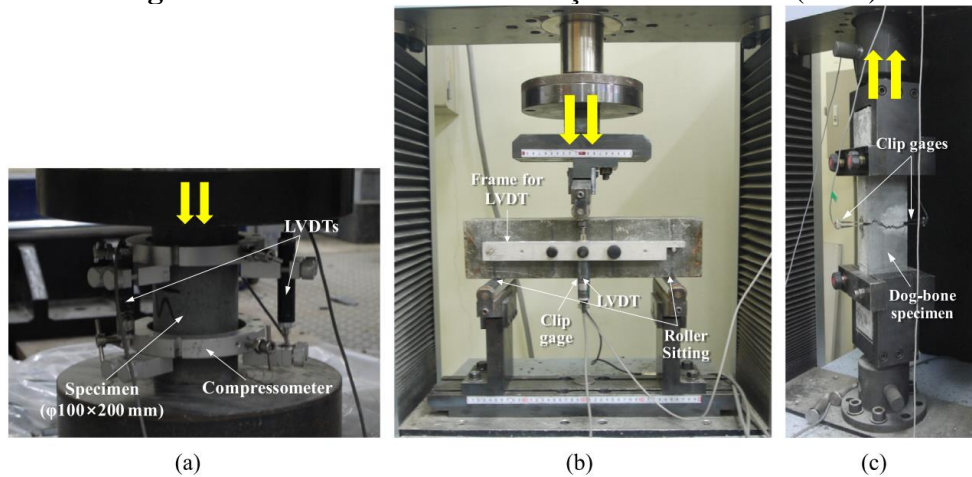 LVDTs
Specimen
(φ100×200 mm)
Compressometer
Frame for
LVDT
LVDT
Clip
gage
Roller
Sitting
Clip gages
Dog-bone
specimen
(a)
(b)
(c)